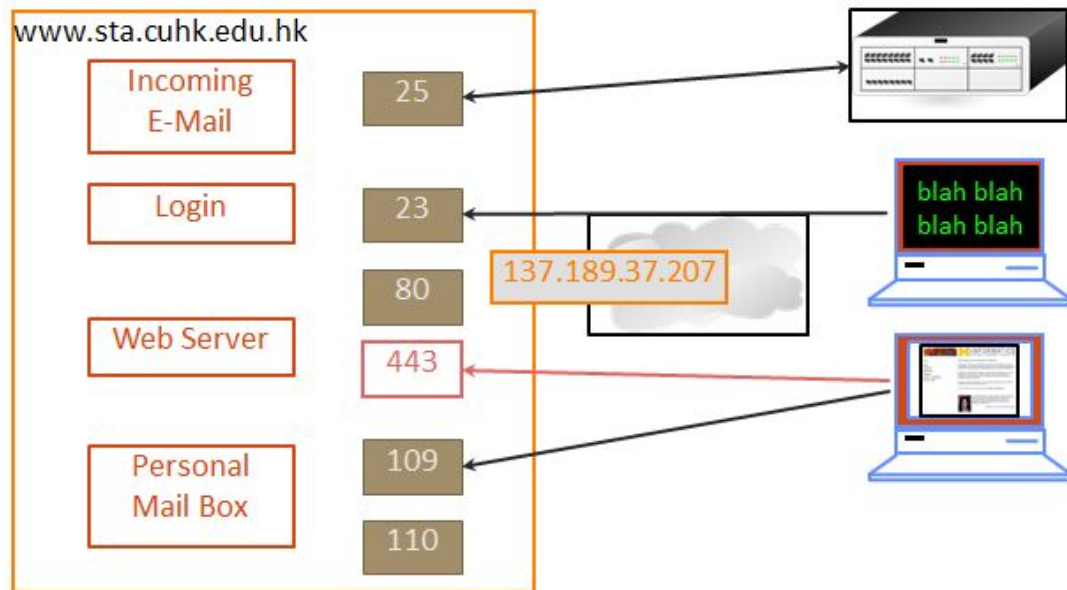 www.sta.cuhk.edu.hk
Incoming
E-Mail
25
Login
23
blah blah
blah blah
80
137.189.37.207
Web Server
443
Personal
Mail Box
109
110